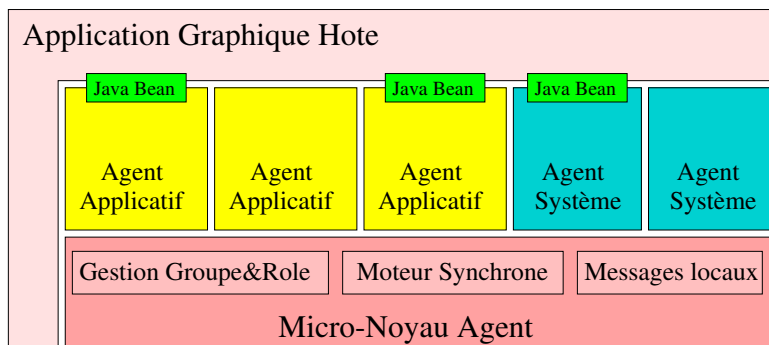 Application Graphique Hote
Java Bean
Java Bean
Java Bean
Agent
Applicatif
Agent
Applicatif
Agent
Applicatif
Agent
Système
Agent
Système
Gestion Groupe&Role
Moteur Synchrone
Messages locaux
Micro-Noyau Agent